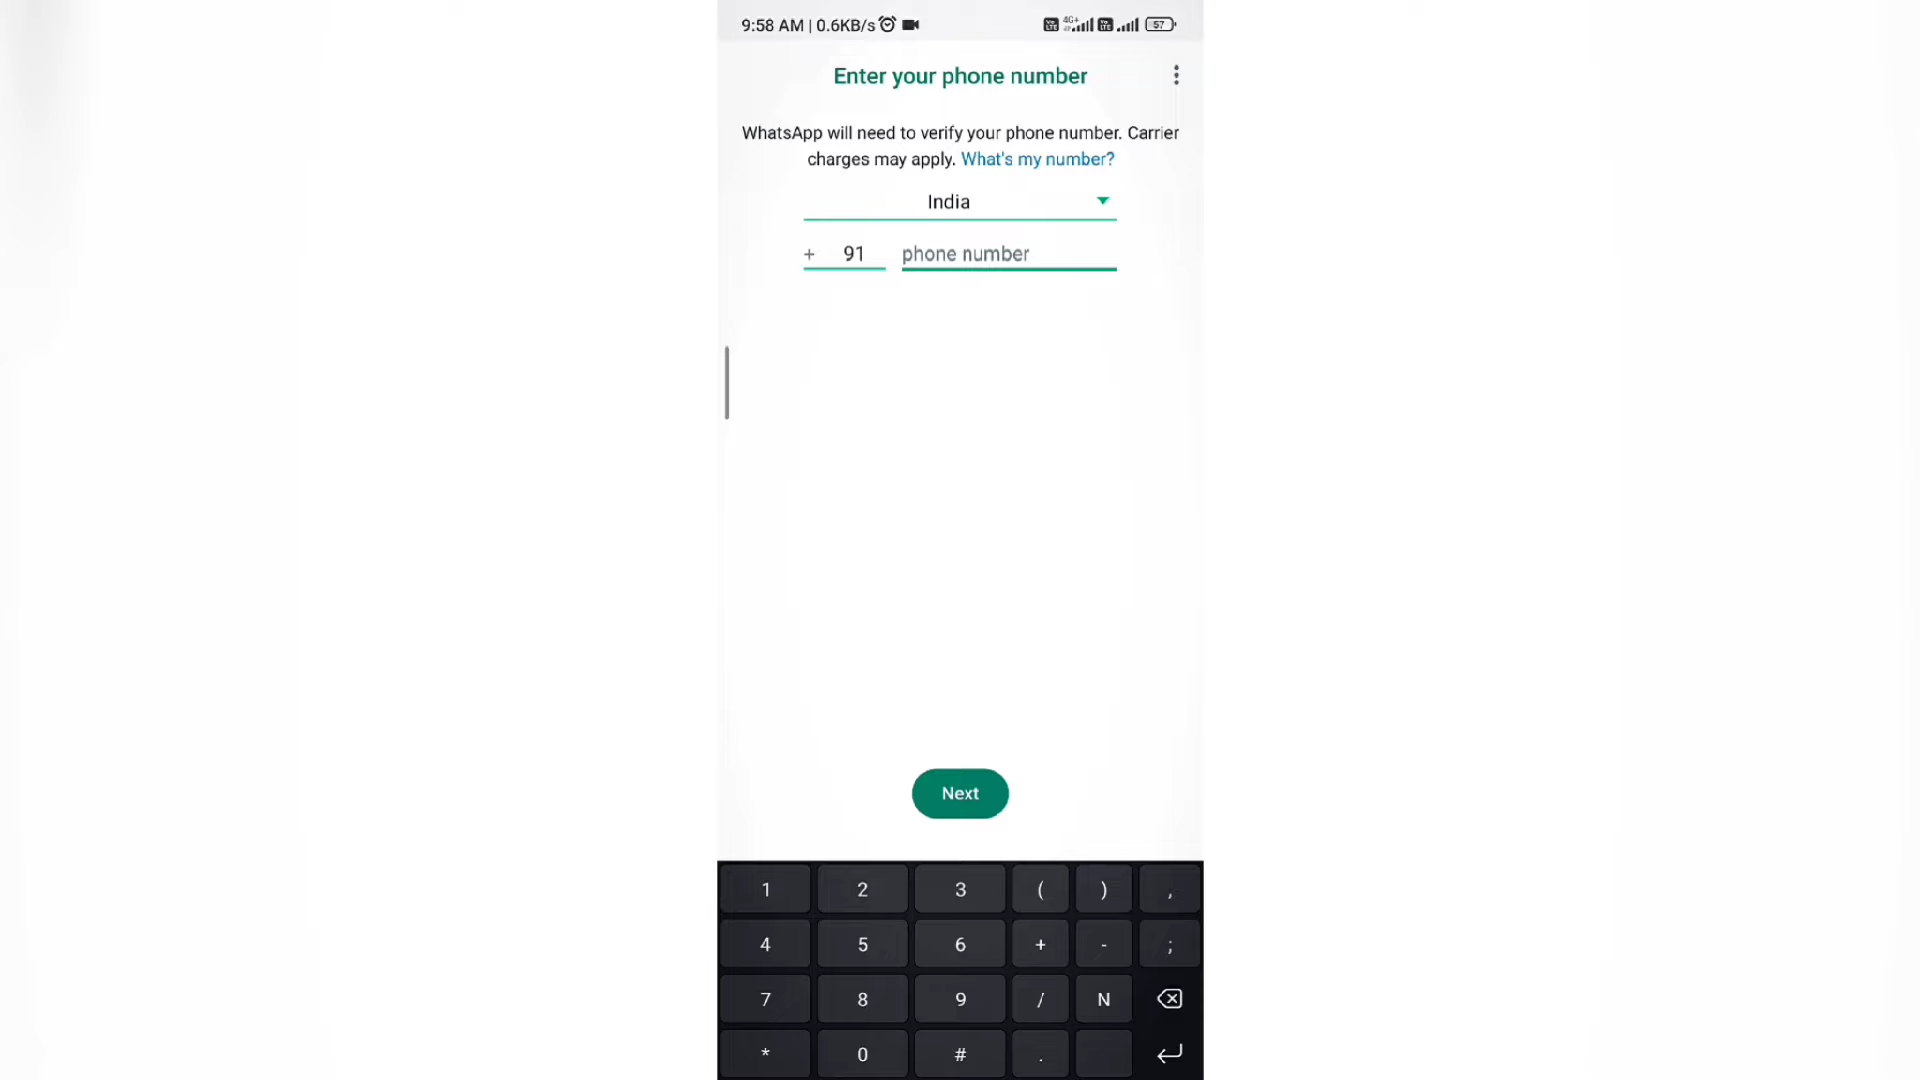 9:58 AM | 0.6KB/s
4G+
57
Enter your phone number
WhatsApp will need to verify your phone number. Carrier
charges may apply. What's my number?
India
+ 91 phone number
Next
1 2 3 ( ) ,
4 5 6 + - ;
7 8 9 / N
* 0 # .